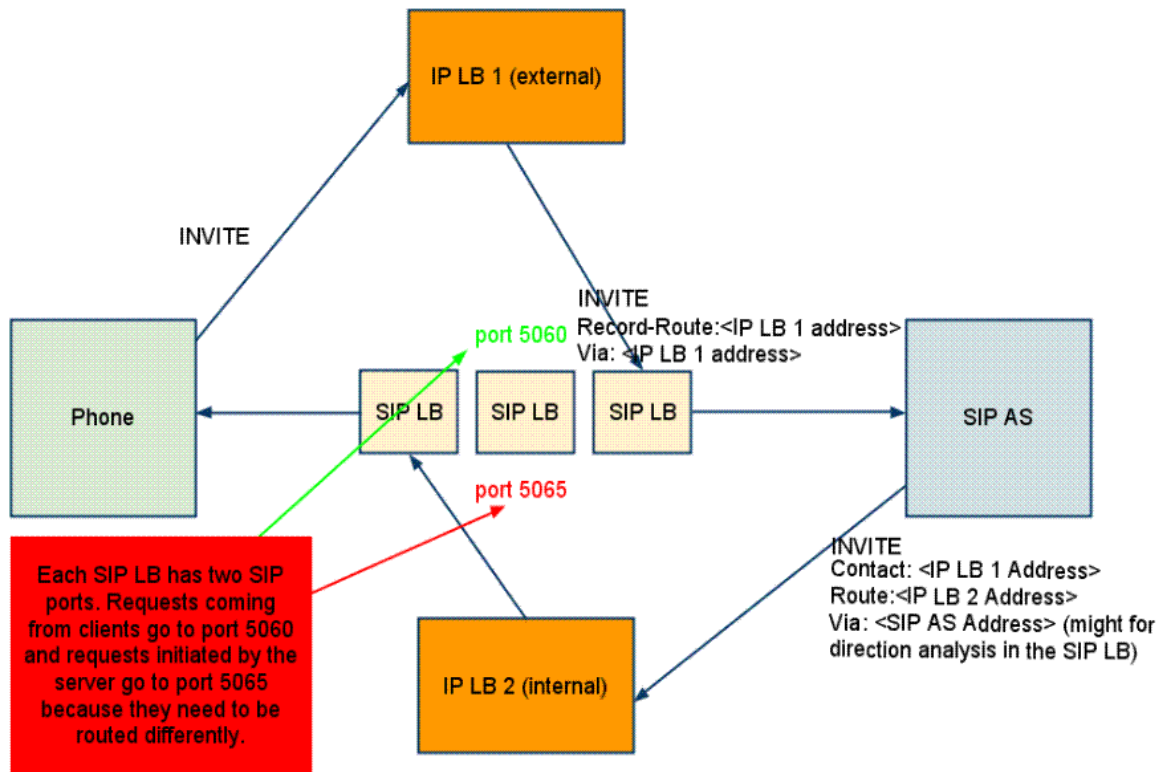 IP LB 1 (external)
INVITE
INVITE
Record-Route:<IP LB 1 address>
Via: <IP LB 1 address>
port 5060
Phone
SIP LB
SIP LB
SIP LB
SIP AS
port 5065
Each SIP LB has two SIP
ports. Requests coming
from clients go to port 5060
and requests initiated by the
server go to port 5065
because they need to be
routed differently.
IP LB 2 (internal)
INVITE
Contact: <IP LB 1 Address>
Route:<IP LB 2 Address>
Via: <SIP AS Address> (might for
direction analysis in the SIP LB)